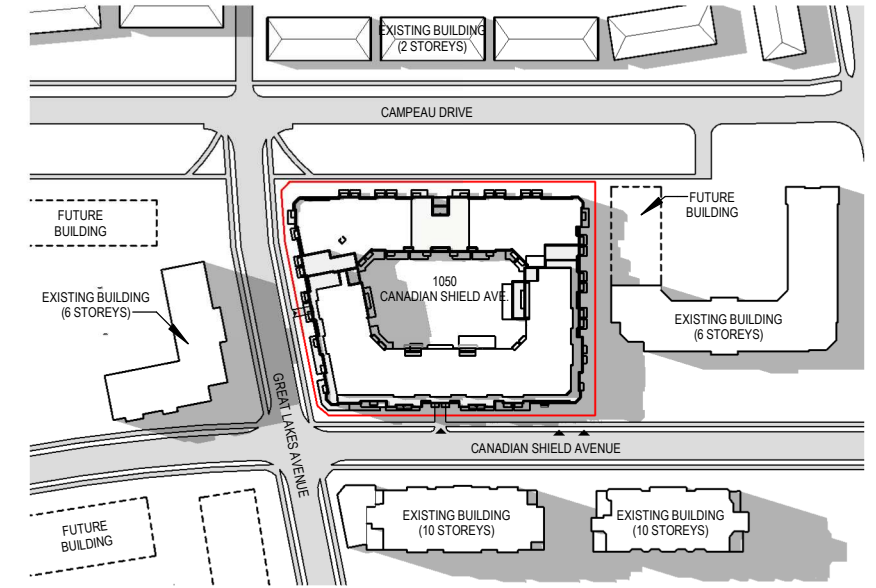 EXISTING BUILDING
(2 STOREYS)
CAMPEAU DRIVE
FUTURE
BUILDING
FUTURE
BUILDING
1050
CANADIAN SHIELD AVE.
EXISTING BUILDING
(6 STOREYS)
EXISTING BUILDING
(6 STOREYS)
GREAT LAKES AVENUE
CANADIAN SHIELD AVENUE
FUTURE
BUILDING
EXISTING BUILDING
(10 STOREYS)
EXISTING BUILDING
(10 STOREYS)